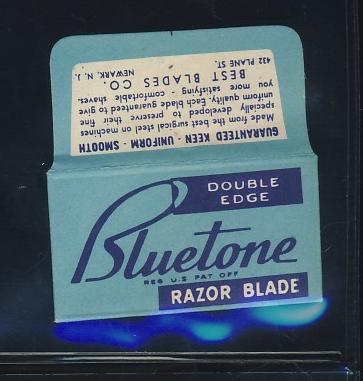 GUARANTEED KEEN - UNIFORM - SMOOTH
Made from the best surgical steel on machines
specially developed to preserve their fine
uniform quality. Each guaranteed blade to give
you more satisfying - comfortable shaves.
BEST BLADES CO.
432 PLANE ST. NEWARK, N. J.
DOUBLE
EDGE
Bluetone
REG U.S PAT OFF
RAZOR BLADE